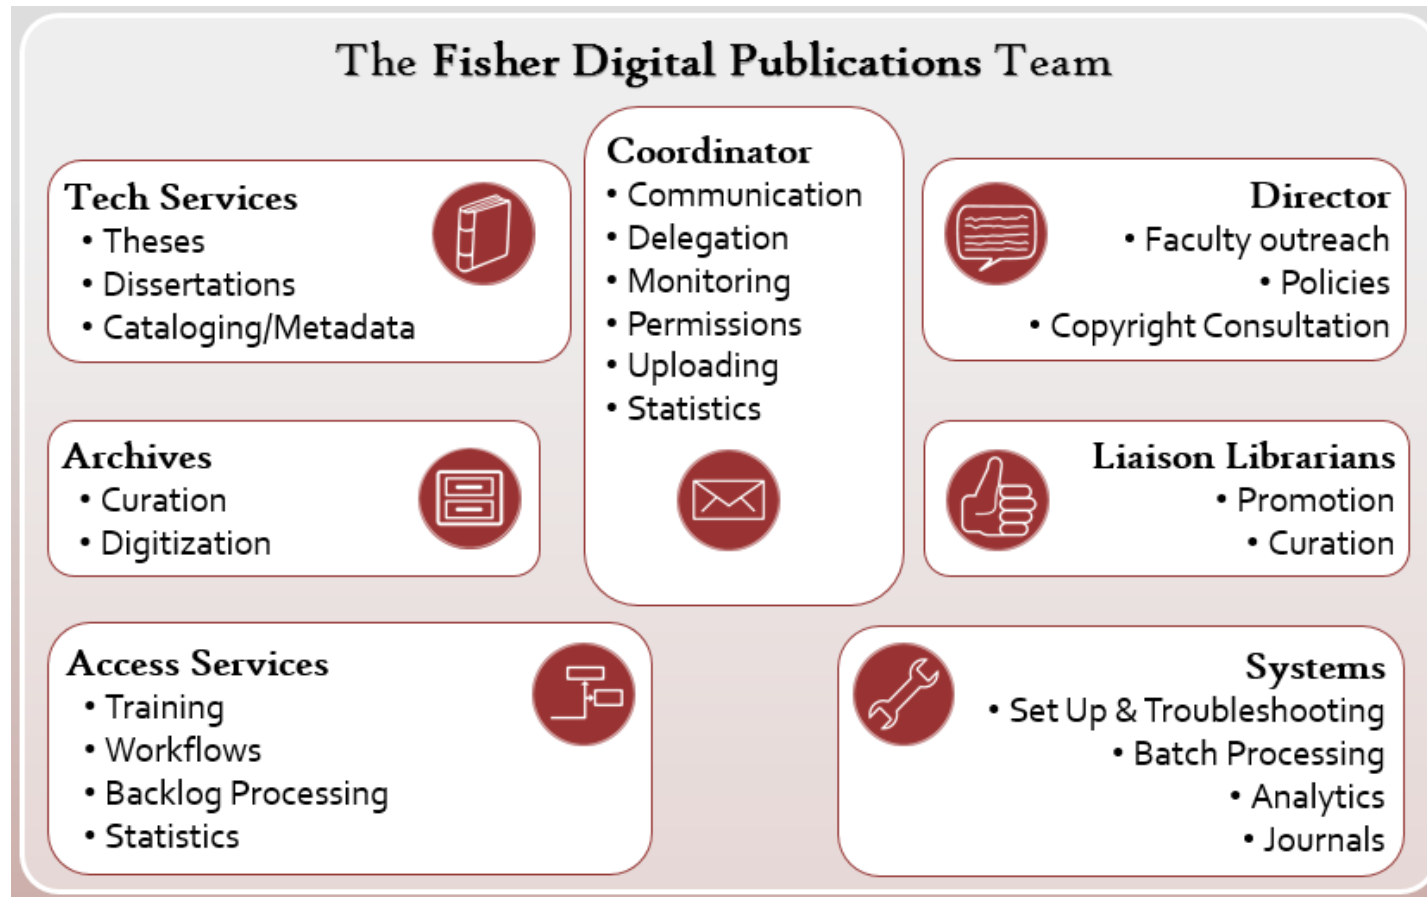 The Fisher Digital Publications Team
Tech Services
• Theses
• Dissertations
• Cataloging/Metadata
Archives
• Curation
• Digitization
Access Services
• Training
• Workflows
• Backlog Processing
• Statistics
Coordinator
• Communication
• Delegation
• Monitoring
• Permissions
• Uploading
• Statistics
Director
• Faculty outreach
• Policies
• Copyright Consultation
Liaison Librarians
• Promotion
• Curation
Systems
• Set Up & Troubleshooting
• Batch Processing
• Analytics
• Journals